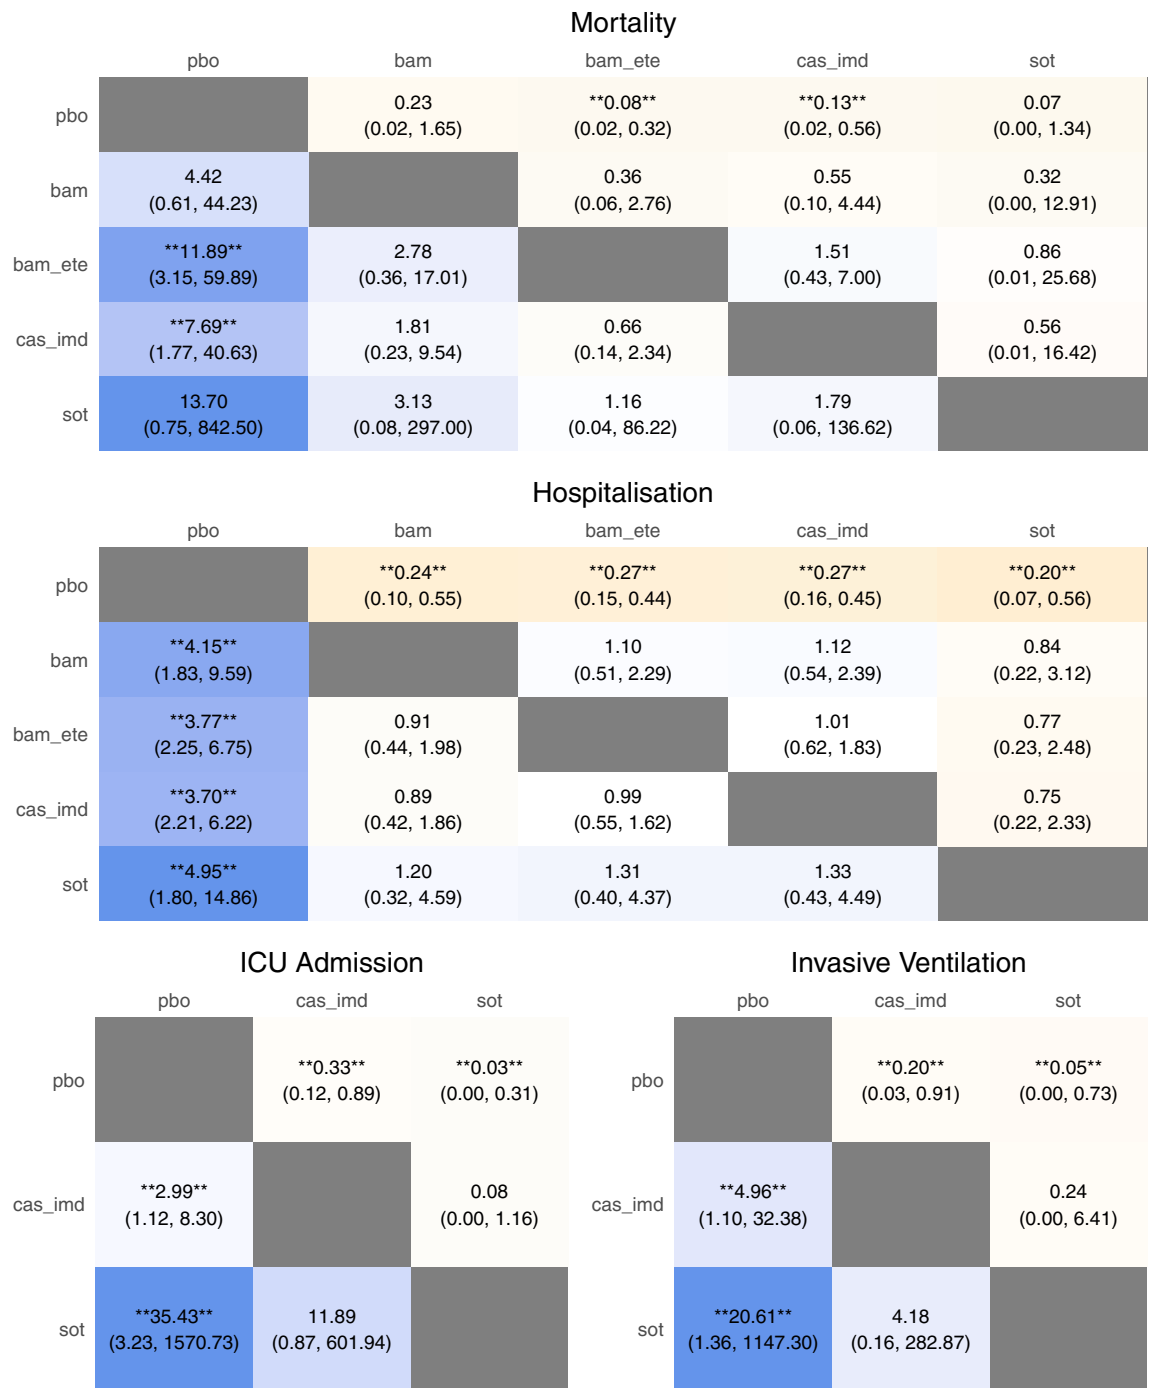 Mortality
pbo bam bam_ete cas_imd sot
pbo 0.23 **0.08** **0.13** 0.07
(0.02, 1.65) (0.02, 0.32) (0.02, 0.56) (0.00, 1.34)
bam 4.42 0.36 0.55 0.32
(0.61, 44.23) (0.06, 2.76) (0.10, 4.44) (0.00, 12.91)
bam_ete **11.89** 2.78 1.51 0.86
(3.15, 59.89) (0.36, 17.01) (0.43, 7.00) (0.01, 25.68)
cas_imd **7.69** 1.81 0.66 0.56
(1.77, 40.63) (0.23, 9.54) (0.14, 2.34) (0.01, 16.42)
sot 13.70 3.13 1.16 1.79
(0.75, 842.50) (0.08, 297.00) (0.04, 86.22) (0.06, 136.62)
Hospitalisation
pbo bam bam_ete cas_imd sot
pbo **0.24** **0.27** **0.27** **0.20**
(0.10, 0.55) (0.15, 0.44) (0.16, 0.45) (0.07, 0.56)
bam **4.15** 1.10 1.12 0.84
(1.83, 9.59) (0.51, 2.29) (0.54, 2.39) (0.22, 3.12)
bam_ete **3.77** 0.91 1.01 0.77
(2.25, 6.75) (0.44, 1.98) (0.62, 1.83) (0.23, 2.48)
cas_imd **3.70** 0.89 0.99 0.75
(2.21, 6.22) (0.42, 1.86) (0.55, 1.62) (0.22, 2.33)
sot **4.95** 1.20 1.31 1.33
(1.80, 14.86) (0.32, 4.59) (0.40, 4.37) (0.43, 4.49)
ICU Admission
pbo cas_imd sot
pbo **0.33** **0.03**
(0.12, 0.89) (0.00, 0.31)
cas_imd **2.99** 0.08
(1.12, 8.30) (0.00, 1.16)
sot **35.43** 11.89
(3.23, 1570.73) (0.87, 601.94)
Invasive Ventilation
pbo cas_imd sot
pbo **0.20** **0.05**
(0.03, 0.91) (0.00, 0.73)
cas_imd **4.96** 0.24
(1.10, 32.38) (0.00, 6.41)
sot **20.61** 4.18
(1.36, 1147.30) (0.16, 282.87)